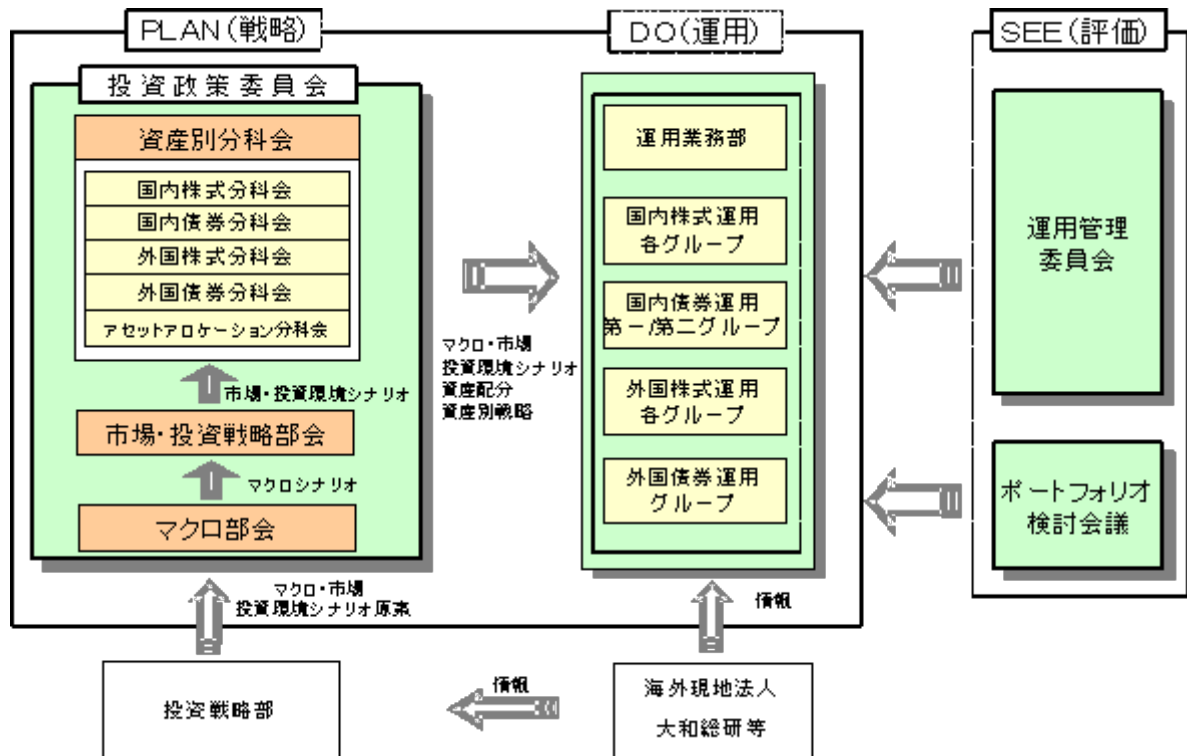 PLAN(戦略)
投資政策委員会
資産別分科会
国内株式分科会
国内債券分科会
外国株式分科会
外国債券分科会
アセットアロケーション分科会
市場・投資環境シナリオ
市場・投資戦略部会
マクロシナリオ
マクロ部会
マクロ・市場
投資環境シナリオ原案
投資戦略部
マクロ・市場
投資環境シナリオ
資産配分
資産別戦略
DO(運用)
運用業務部
国内株式運用
各グループ
国内債券運用
第一/第二グループ
外国株式運用
各グループ
外国債券運用
グループ
情報
情報
海外現地法人
大和総研等
SEE(評価)
運用管理
委員会
ポートフォリオ
検討会議